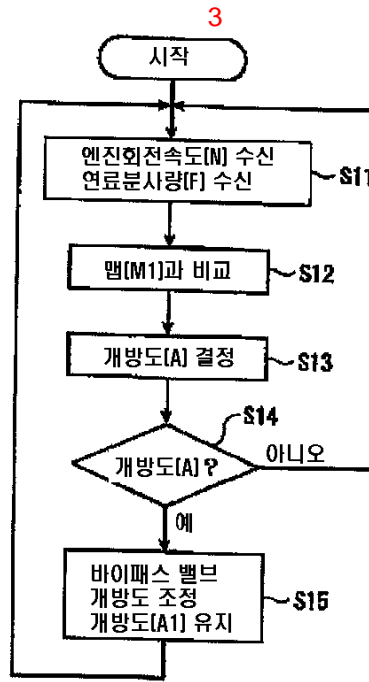 3
시작
엔진회전속도[N] 수신
연료분사량[F] 수신
S11
맵[M1]과 비교
S12
개방도[A] 결정
S13
S14
개방도[A] ?
아니오
예
바이패스 밸브
개방도 조정
개방도[A1] 유지
S15